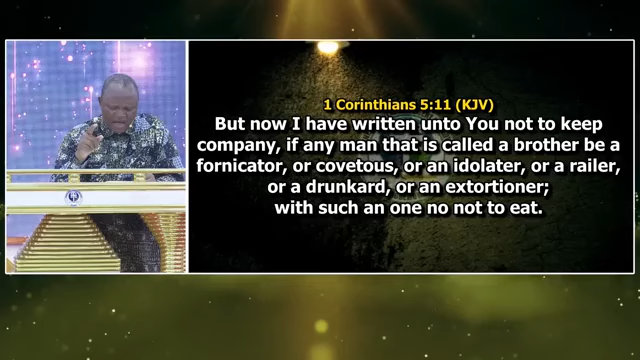 1 Corinthians 5:11 (KJV)
But now I have written unto You not to keep
company, if any man that is called a brother be a
fornicator, or covetous, or an idolater, or a railer,
or a drunkard, or an extortioner;
with such an one no not to eat.